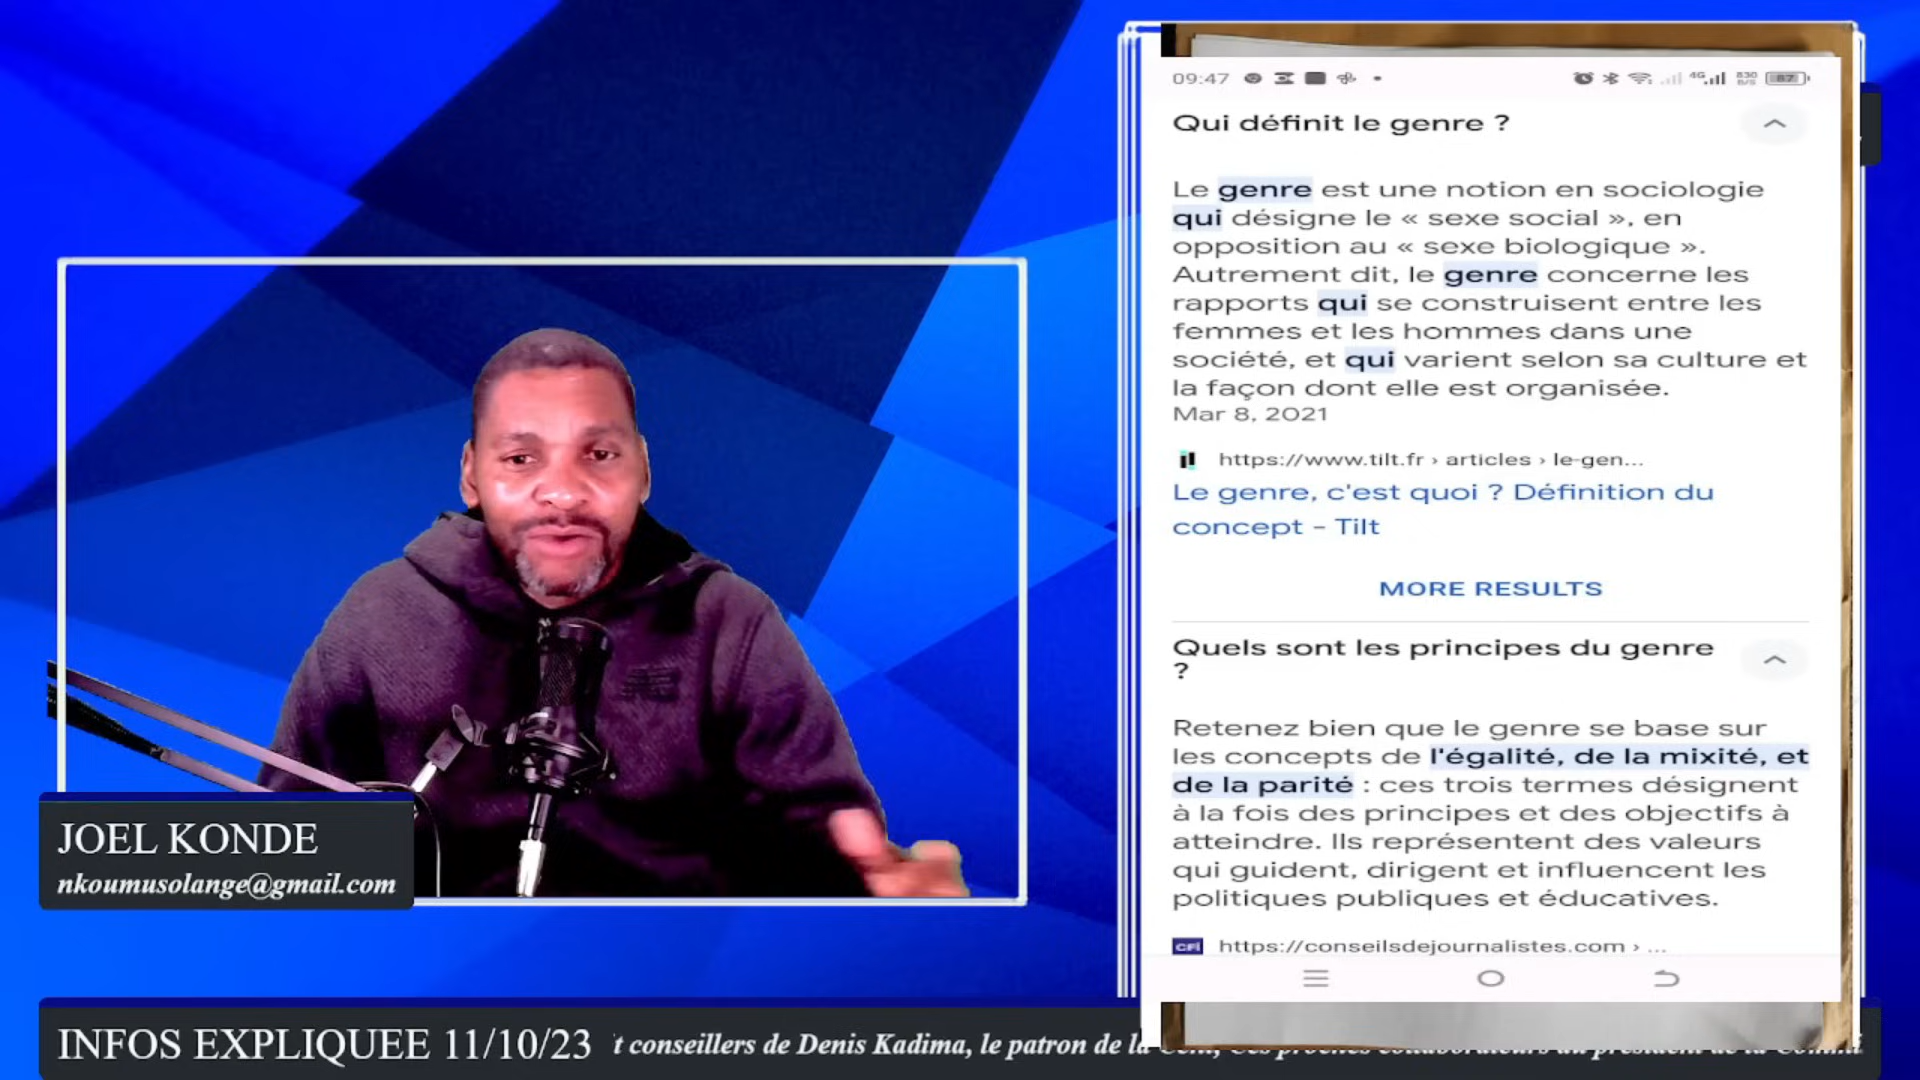 09:47
4G
830
B/S
87
Qui définit le genre ?
Le genre est une notion en sociologie
qui désigne le « sexe social », en
opposition au « sexe biologique ».
Autrement dit, le genre concerne les
rapports qui se construisent entre les
femmes et les hommes dans une
société, et qui varient selon sa culture et
la façon dont elle est organisée.
Mar 8, 2021
https://www.tilt.fr › articles › le-gen...
Le genre, c'est quoi ? Définition du
concept – Tilt
MORE RESULTS
Quels sont les principes du genre
?
Retenez bien que le genre se base sur
les concepts de l'égalité, de la mixité, et
de la parité : ces trois termes désignent
à la fois des principes et des objectifs à
atteindre. Ils représentent des valeurs
qui guident, dirigent et influencent les
politiques publiques et éducatives.
CFI https://conseilsdejournalistes.com › ...
JOEL KONDE
nkoumusolange@gmail.com
INFOS EXPLIQUEE 11/10/23 't conseillers de Denis Kadima, le patron de la